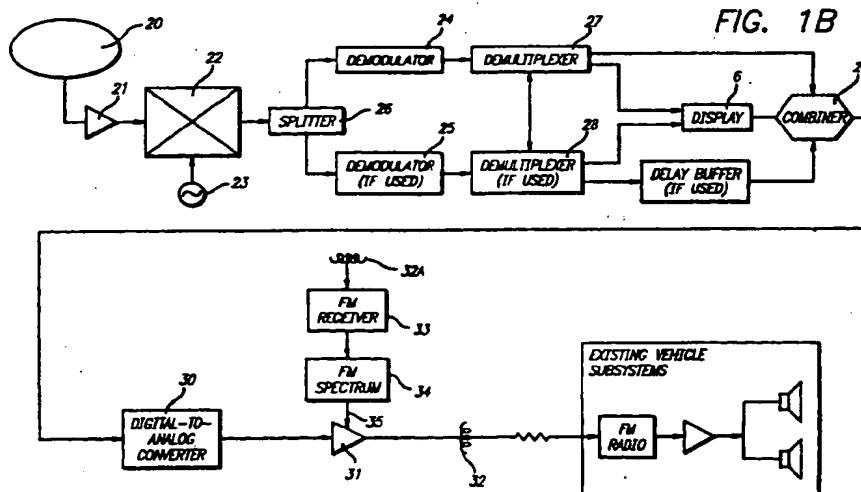 FIG. 1B
20
21
22
23
SPLITTER
26
24
DEMODULATOR
25
DEMODULATOR
(IF USED)
27
DEMULTIPLEXER
28
DEMULTIPLEXER
(IF USED)
6
DISPLAY
DELAY BUFFER
(IF USED)
COMBINER
32A
FM
RECEIVER
33
FM
SPECTRUM
34
35
30
DIGITAL-TO-
ANALOG
CONVERTER
31
32
EXISTING VEHICLE
SUBSYSTEMS
FM
RADIO